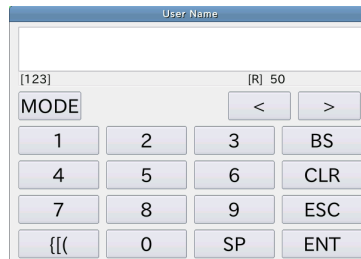 User Name
[123] [R] 50
MODE < >
1 2 3 BS
4 5 6 CLR
7 8 9 ESC
{[( 0 SP ENT